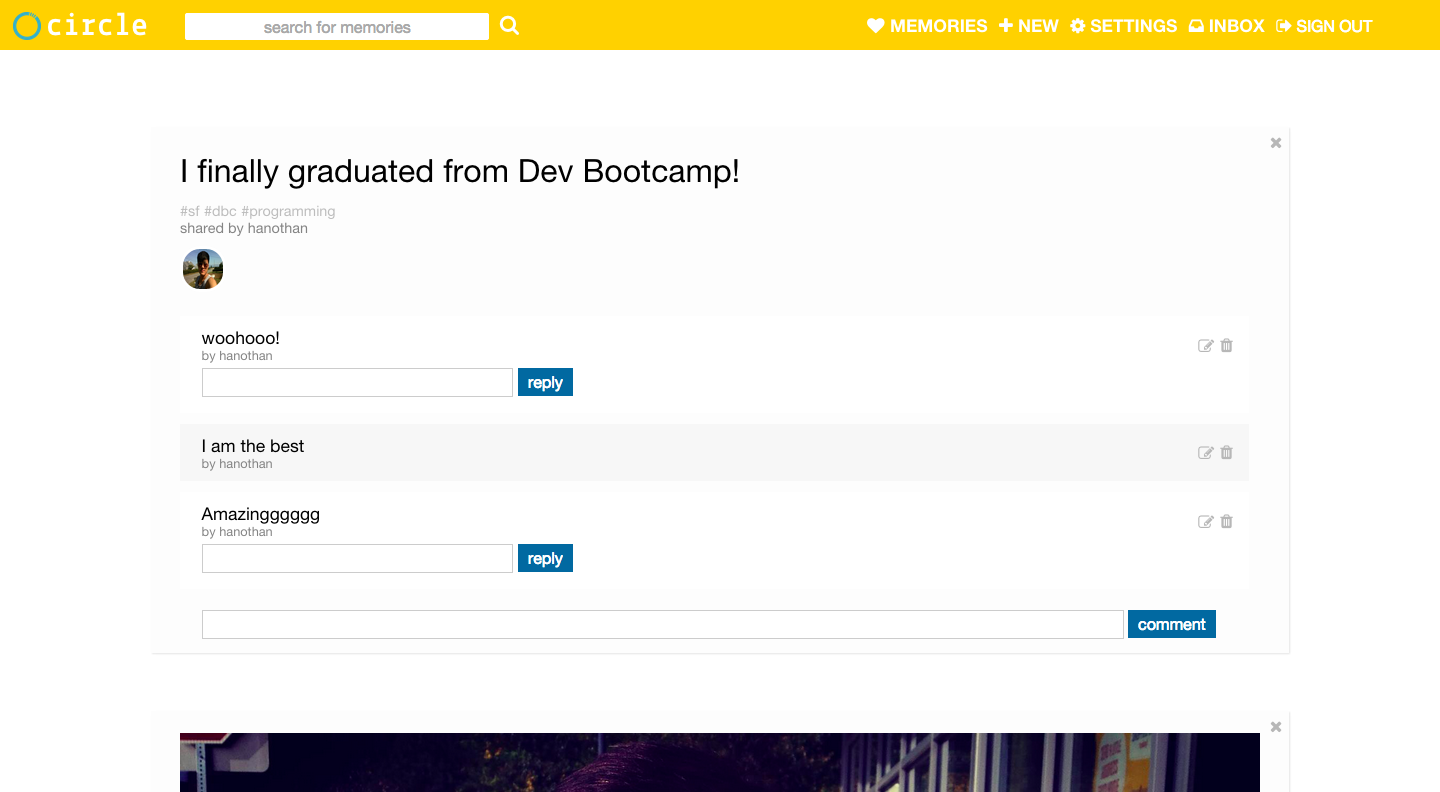 circle
search for memories
MEMORIES NEW SETTINGS INBOX SIGN OUT
I finally graduated from Dev Bootcamp!
#sf #dbc #programming
shared by hanothan
woohooo!
by hanothan
reply
I am the best
by hanothan
Amazingggggg
by hanothan
reply
comment